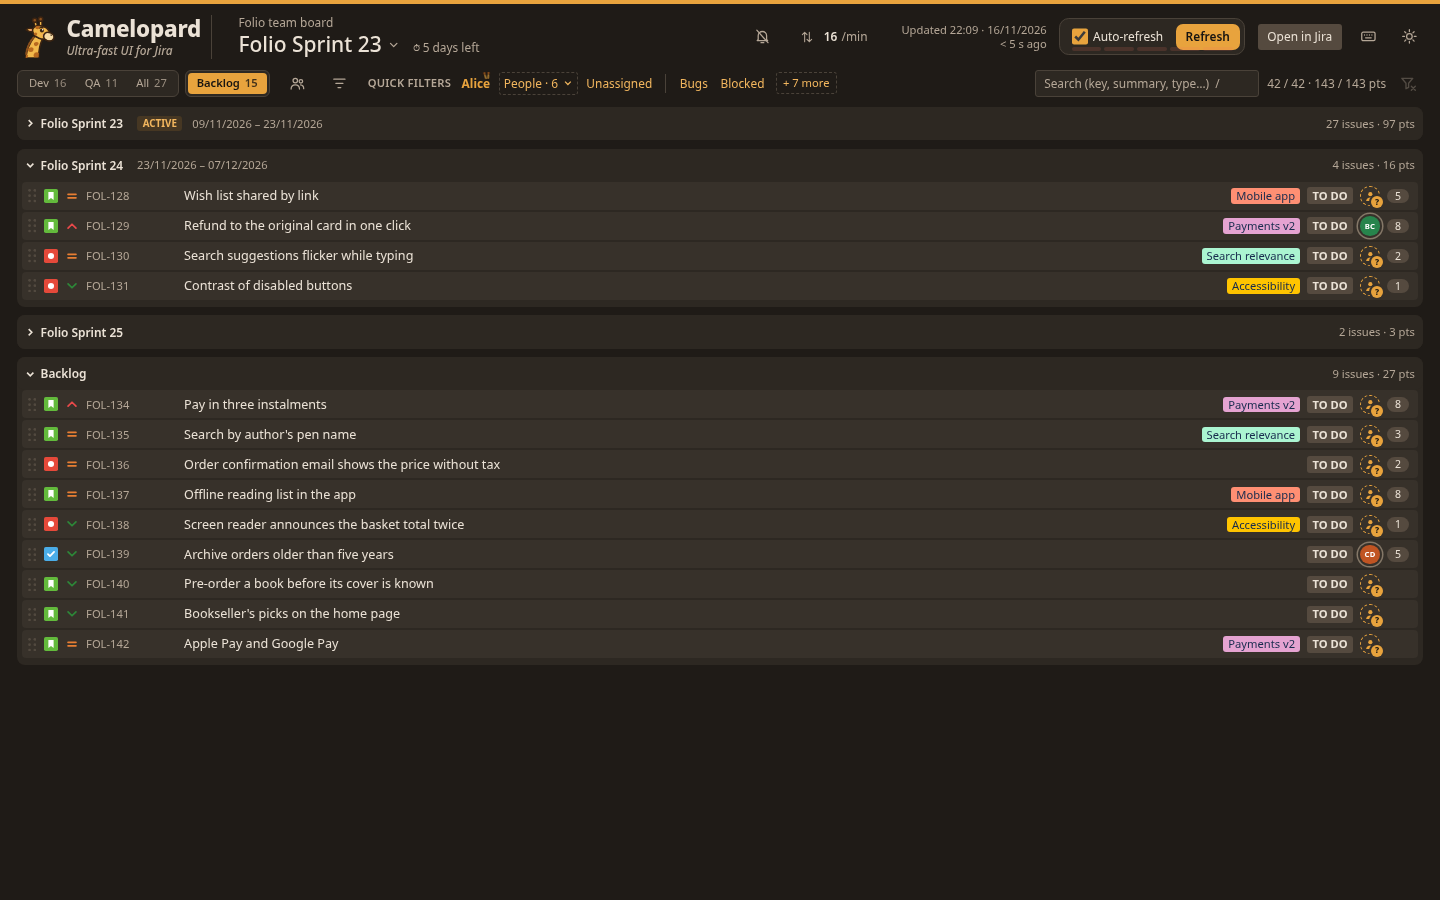 Camelopard
Ultra-fast UI for Jira
Folio team board
Folio Sprint 23
5 days left
16 /min
Updated 22:09 · 16/11/2026
< 5 s ago
Auto-refresh
Refresh
Open in Jira
Dev 16
QA 11
All 27
Backlog 15
QUICK FILTERS
Alice
People · 6
Unassigned
Bugs
Blocked
+ 7 more
Search (key, summary, type...) /
42 / 42 · 143 / 143 pts
Folio Sprint 23 ACTIVE 09/11/2026 – 23/11/2026 27 issues · 97 pts
Folio Sprint 24 23/11/2026 – 07/12/2026 4 issues · 16 pts
FOL-128 Wish list shared by link Mobile app TO DO ? 5
FOL-129 Refund to the original card in one click Payments v2 TO DO BC 8
FOL-130 Search suggestions flicker while typing Search relevance TO DO ? 2
FOL-131 Contrast of disabled buttons Accessibility TO DO ? 1
Folio Sprint 25 2 issues · 3 pts
Backlog 9 issues · 27 pts
FOL-134 Pay in three instalments Payments v2 TO DO ? 8
FOL-135 Search by author's pen name Search relevance TO DO ? 3
FOL-136 Order confirmation email shows the price without tax TO DO ? 2
FOL-137 Offline reading list in the app Mobile app TO DO ? 8
FOL-138 Screen reader announces the basket total twice Accessibility TO DO ? 1
FOL-139 Archive orders older than five years TO DO CD 5
FOL-140 Pre-order a book before its cover is known TO DO ?
FOL-141 Bookseller's picks on the home page TO DO ?
FOL-142 Apple Pay and Google Pay Payments v2 TO DO ?